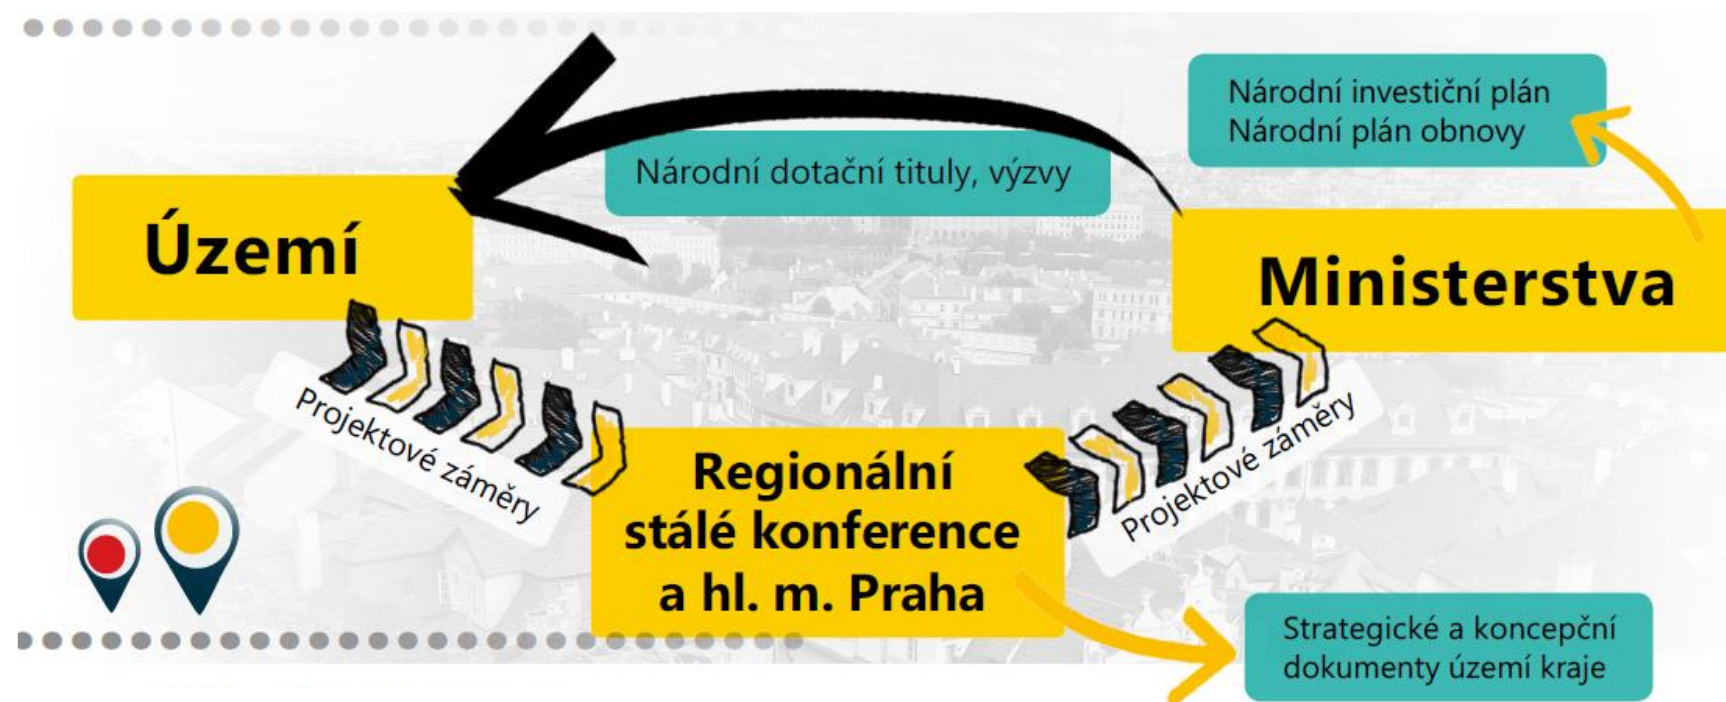 Národní investiční plán
Národní plán obnovy
Národní dotační tituly, výzvy
Území
Ministerstva
Projektové záměry
Projektové záměry
Regionální
stálé konference
a hl. m. Praha
Strategické a koncepční
dokumenty území kraje